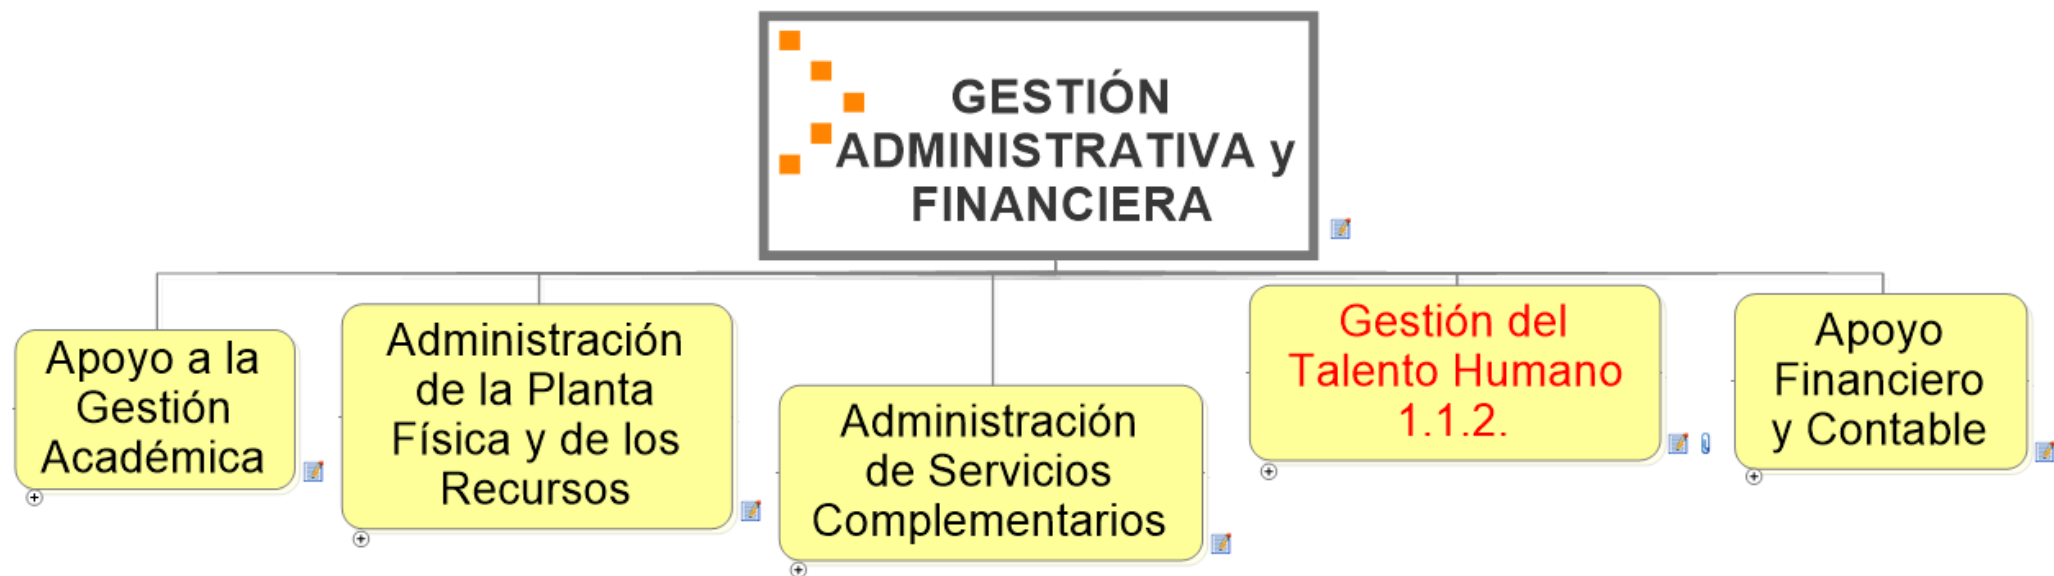 GESTIÓN
ADMINISTRATIVA y
FINANCIERA
Apoyo a la
Gestión
Académica
Administración
de la Planta
Física y de los
Recursos
Administración
de Servicios
Complementarios
Gestión del
Talento Humano
1.1.2.
Apoyo
Financiero
y Contable